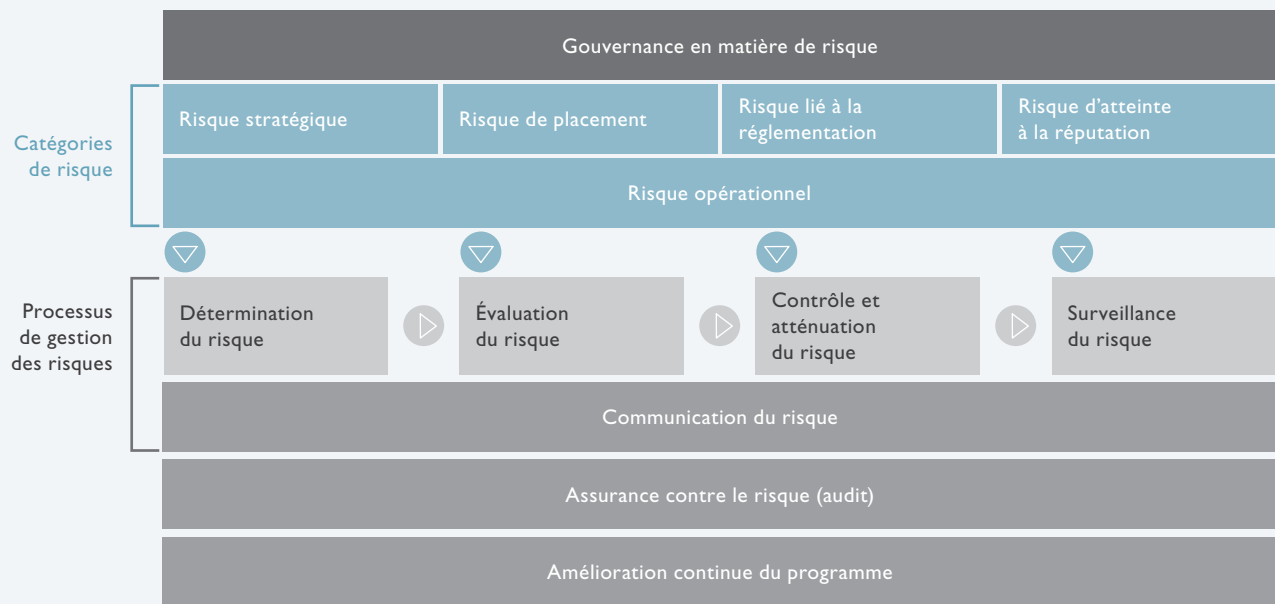 Gouvernance en matière de risque
Catégories
de risque
Risque stratégique
Risque de placement
Risque lié à la
réglementation
Risque d’atteinte
à la réputation
Risque opérationnel
Processus
de gestion
des risques
Détermination
du risque
Évaluation
du risque
Contrôle et
atténuation
du risque
Surveillance
du risque
Communication du risque
Assurance contre le risque (audit)
Amélioration continue du programme